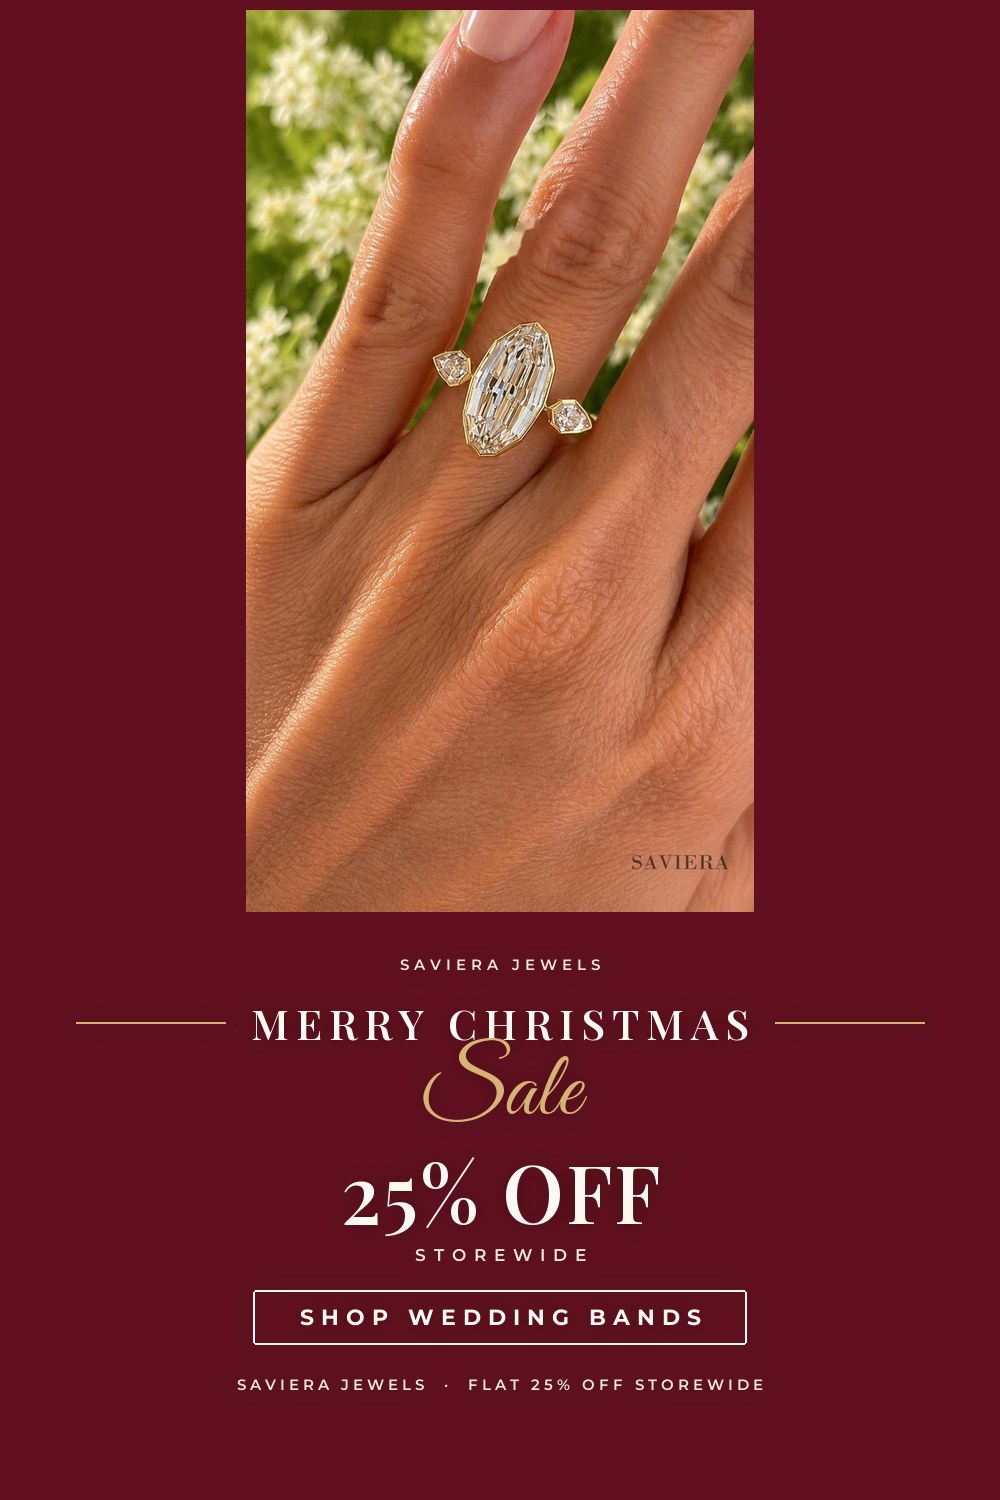 SAVIERA
SAVIERA JEWELS
MERRY CHRISTMAS
Sale
25% OFF
STOREWIDE
SHOP WEDDING BANDS
SAVIERA JEWELS · FLAT 25% OFF STOREWIDE